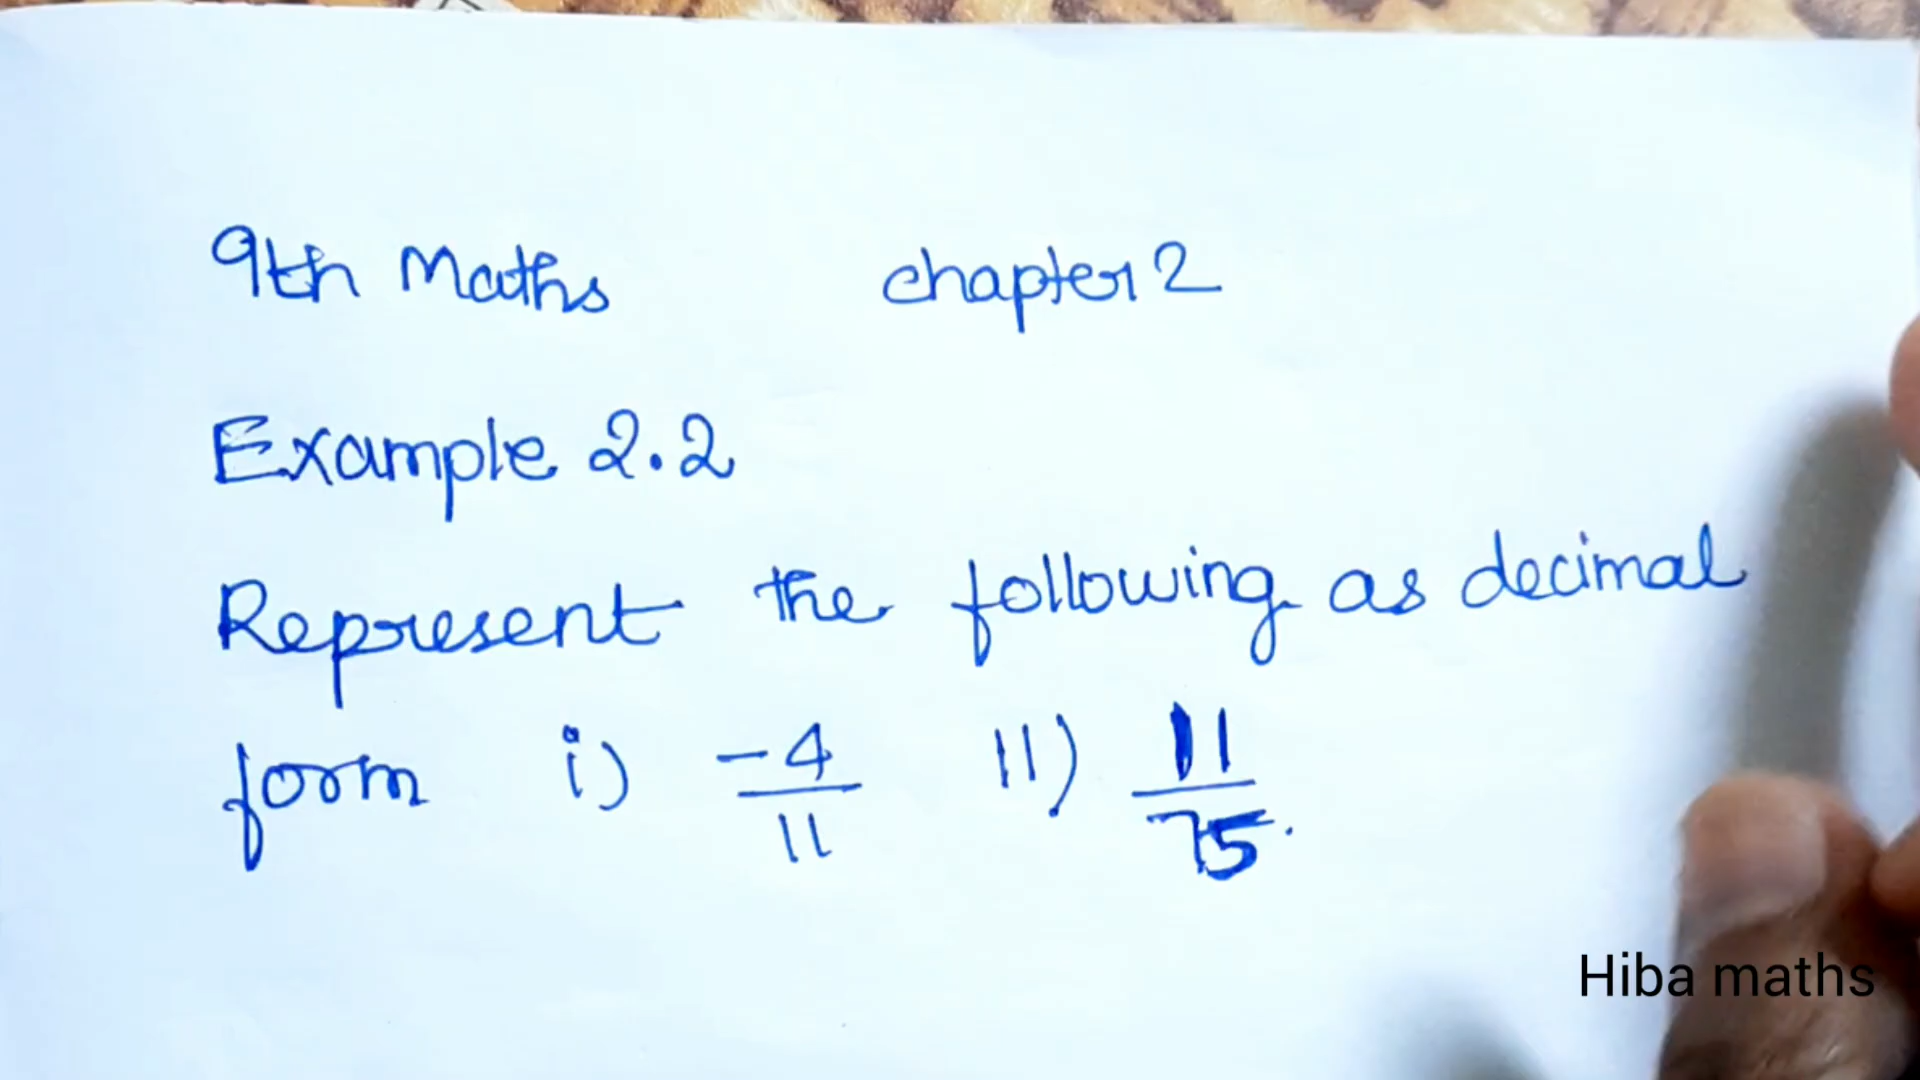 9th Maths chapter 2
Example 2.2
Represent the following as decimal
form i) -4/11 11) 11/75.
Hiba maths